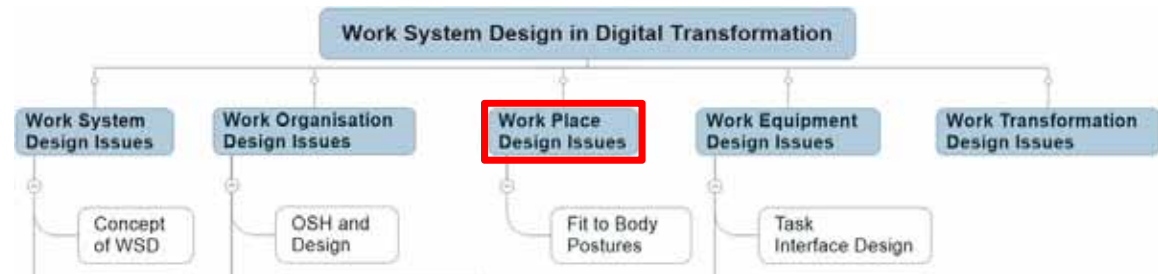 Work System Design in Digital Transformation
Work System
Design Issues
Work Organisation
Design Issues
Work Place
Design Issues
Work Equipment
Design Issues
Work Transformation
Design Issues
Concept
of WSD
OSH and
Design
Fit to Body
Postures
Task
Interface Design